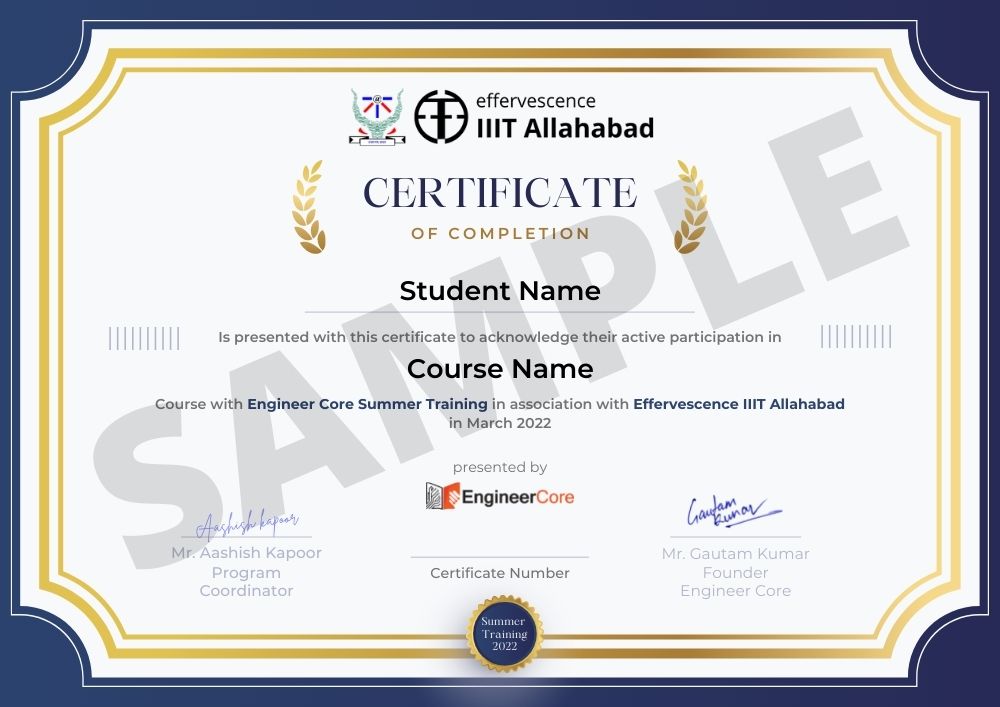 effervescence
IIIT Allahabad
CERTIFICATE
OF COMPLETION
Student Name
Is presented with this certificate to acknowledge their active participation in
Course Name
Course with Engineer Core Summer Training in association with Effervescence IIIT Allahabad
in March 2022
SAMPLE
presented by
EngineerCore
Aashish kapoor
Mr. Aashish Kapoor
Program
Coordinator
Certificate Number
Gautam
Kumar
Mr. Gautam Kumar
Founder
Engineer Core
Summer
Training
2022